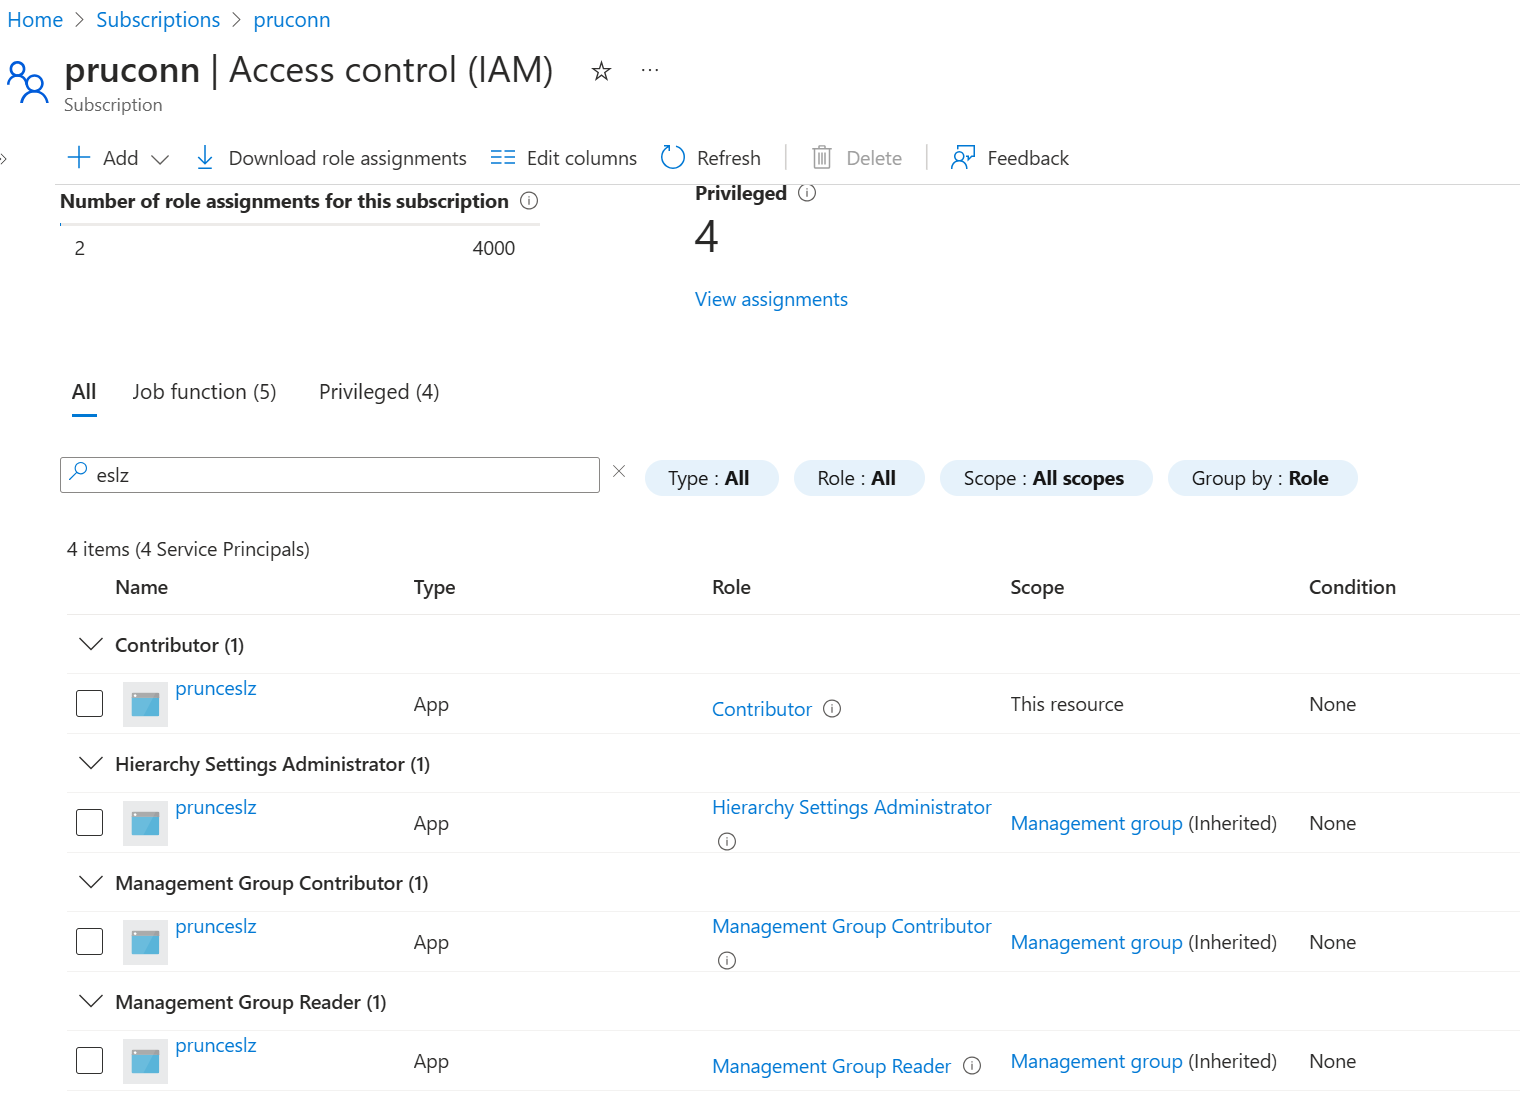 Home > Subscriptions > pruconn
pruconn | Access control (IAM)
Subscription
Add Download role assignments Edit columns Refresh Delete Feedback
Number of role assignments for this subscription
2 4000
Privileged
4
View assignments
All Job function (5) Privileged (4)
eslz
Type : All Role : All Scope : All scopes Group by : Role
4 items (4 Service Principals)
Name Type Role Scope Condition
Contributor (1)
prunceslz App Contributor This resource None
Hierarchy Settings Administrator (1)
prunceslz App Hierarchy Settings Administrator Management group (Inherited) None
Management Group Contributor (1)
prunceslz App Management Group Contributor Management group (Inherited) None
Management Group Reader (1)
prunceslz App Management Group Reader Management group (Inherited) None